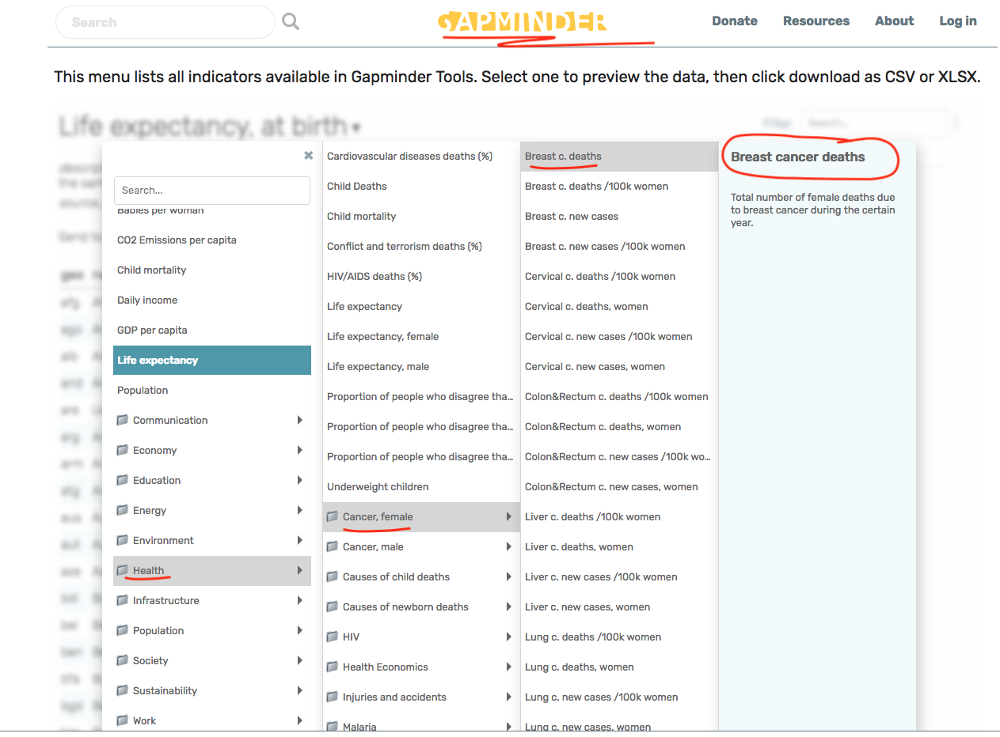 Search
GAPMINDER
Donate
Resources
About
Log in
This menu lists all indicators available in Gapminder Tools. Select one to preview the data, then click download as CSV or XLSX.
Life expectancy, at birth
Filter
Search...
Search...
Babies per woman
CO2 Emissions per capita
Child mortality
Daily income
GDP per capita
Life expectancy
Population
Communication
Economy
Education
Energy
Environment
Health
Infrastructure
Population
Society
Sustainability
Work
Cardiovascular diseases deaths (%)
Child Deaths
Child mortality
Conflict and terrorism deaths (%)
HIV/AIDS deaths (%)
Life expectancy
Life expectancy, female
Life expectancy, male
Proportion of people who disagree tha...
Proportion of people who disagree tha...
Proportion of people who disagree tha...
Underweight children
Cancer, female
Cancer, male
Causes of child deaths
Causes of newborn deaths
HIV
Health Economics
Injuries and accidents
Malaria
Breast c. deaths
Breast c. deaths /100k women
Breast c. new cases
Breast c. new cases /100k women
Cervical c. deaths /100k women
Cervical c. deaths, women
Cervical c. new cases /100k women
Cervical c. new cases, women
Colon&Rectum c. deaths /100k women
Colon&Rectum c. deaths, women
Colon&Rectum c. new cases /100k wo...
Colon&Rectum c. new cases, women
Liver c. deaths /100k women
Liver c. deaths, women
Liver c. new cases /100k women
Liver c. new cases, women
Lung c. deaths /100k women
Lung c. deaths, women
Lung c. new cases /100k women
Lung c. new cases, women
Breast cancer deaths
Total number of female deaths due
to breast cancer during the certain
year.